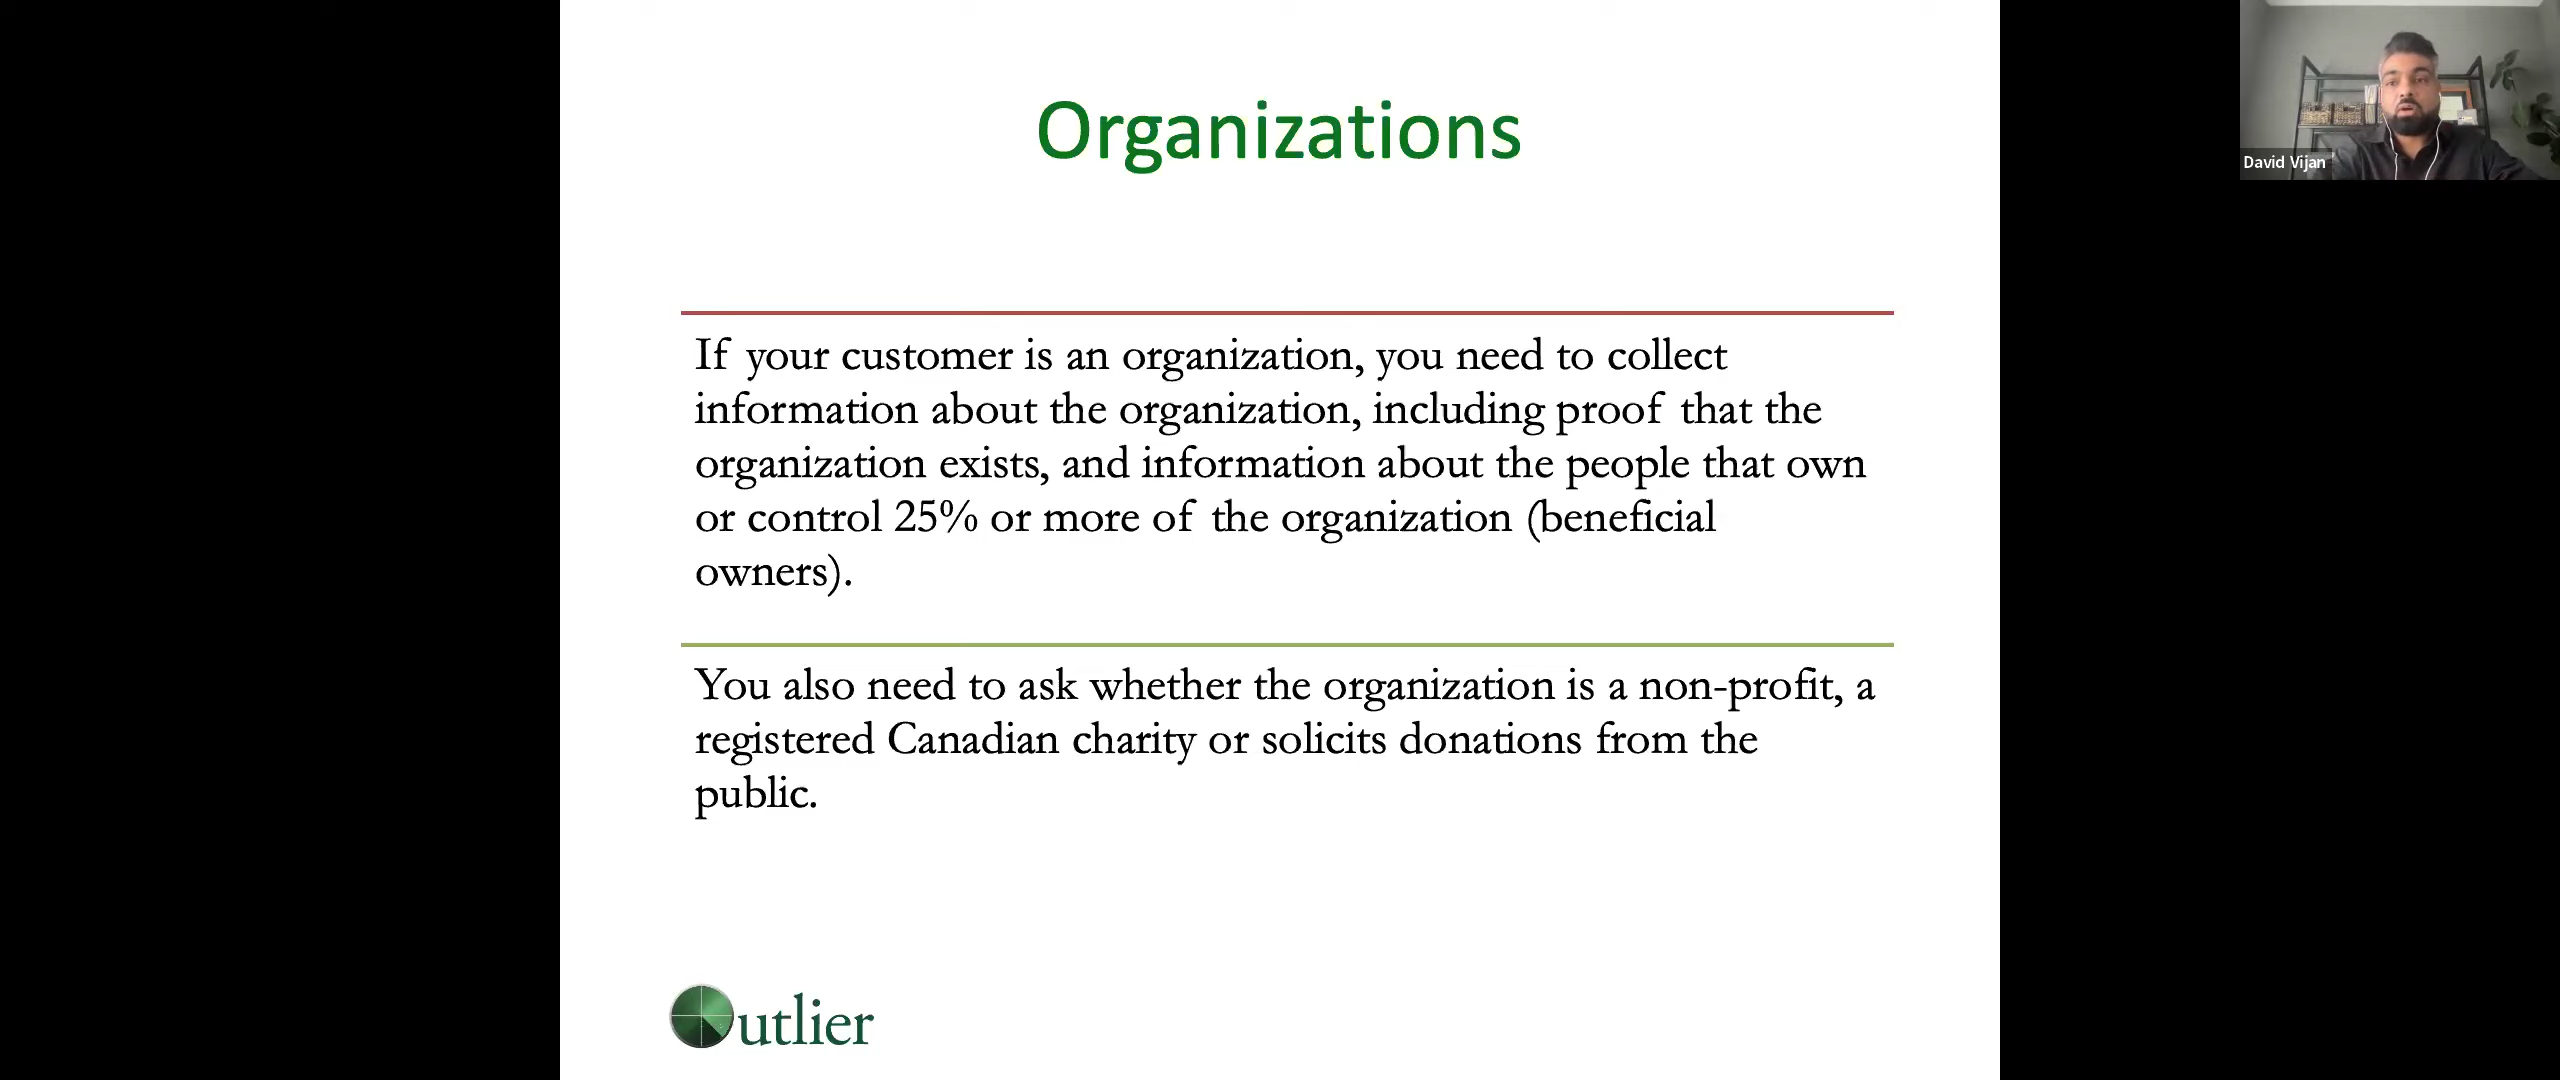 Organizations
David Vijan
If your customer is an organization, you need to collect
information about the organization, including proof that the
organization exists, and information about the people that own
or control 25% or more of the organization (beneficial
owners).
You also need to ask whether the organization is a non-profit, a
registered Canadian charity or solicits donations from the
public.
Outlier